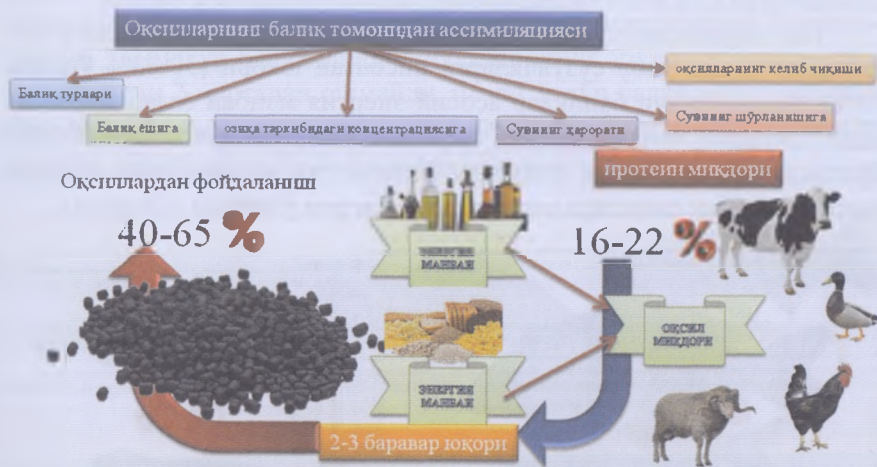 Оқсилларнинг балиқ томонидан ассимиляцияси
оқсилларнинг келиб чиқиши
Балиқ турлари
Балиқ ёшига
озиқа таркибидаги концентрациясига
Сувнинг ҳарорати
Сувнинг шўрланишига
протеин миқдори
Оқсиллардан фойдаланиш
40-65 %
ЭНЕРГИЯ
МАНБАИ
16-22 %
ОҚСИЛ
МИҚДОРИ
ЭНЕРГИЯ
МАНБАИ
2-3 баравар юқори